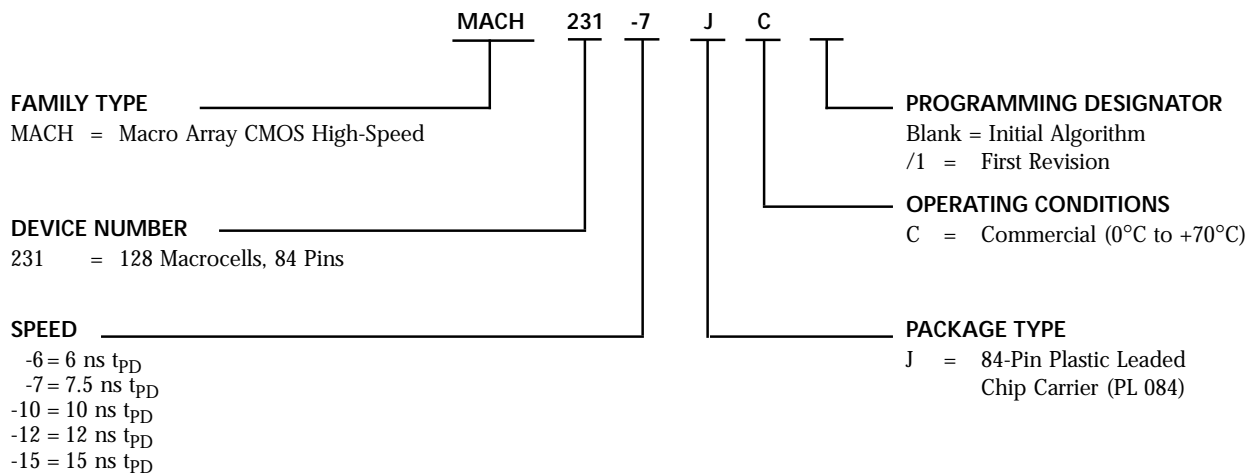 MACH 231 -7 J C
FAMILY TYPE
MACH = Macro Array CMOS High-Speed
DEVICE NUMBER
231 = 128 Macrocells, 84 Pins
SPEED
-6 = 6 ns tPD
-7 = 7.5 ns tPD
-10 = 10 ns tPD
-12 = 12 ns tPD
-15 = 15 ns tPD
PROGRAMMING DESIGNATOR
Blank = Initial Algorithm
/1 = First Revision
OPERATING CONDITIONS
C = Commercial (0°C to +70°C)
PACKAGE TYPE
J = 84-Pin Plastic Leaded
Chip Carrier (PL 084)